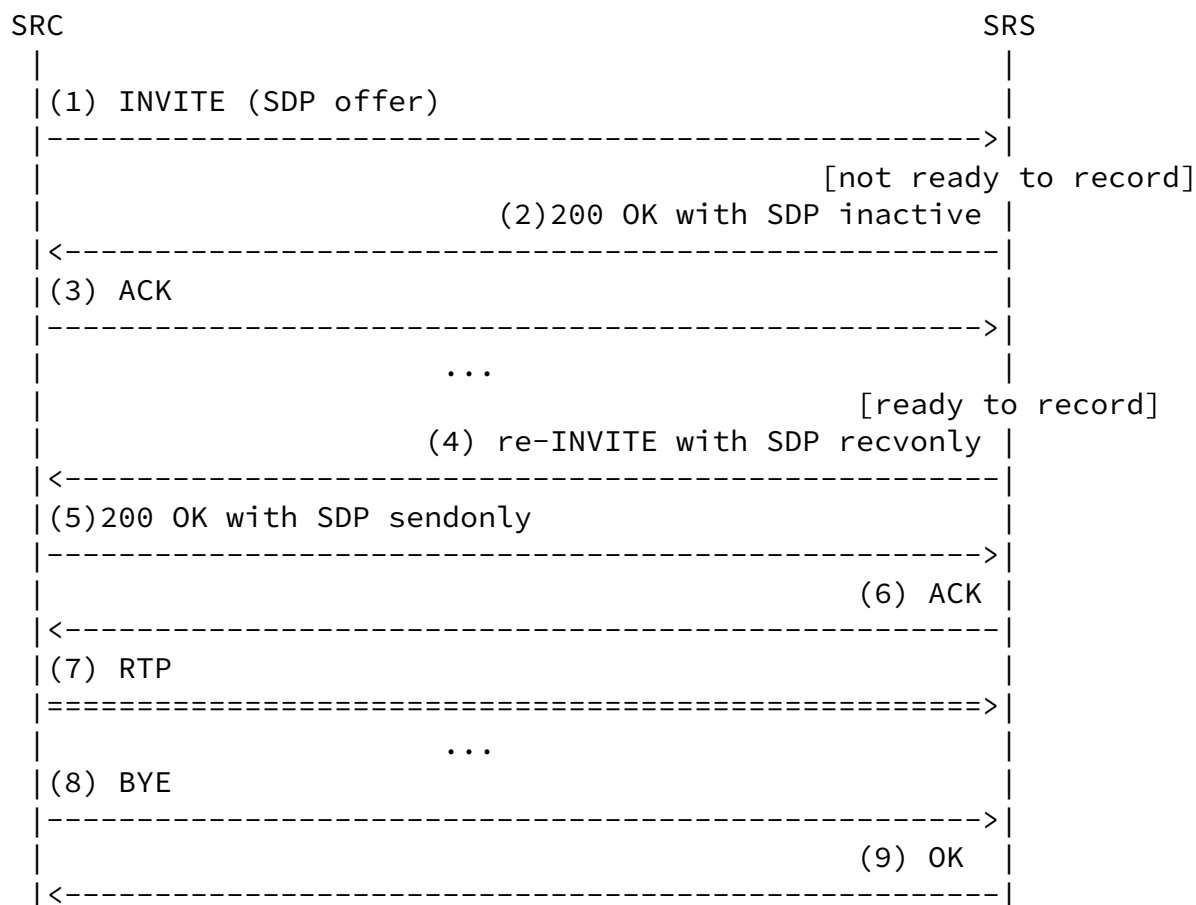 SRC SRS
(1) INVITE (SDP offer)
[not ready to record]
(2)200 OK with SDP inactive
(3) ACK
...
[ready to record]
(4) re-INVITE with SDP recvonly
(5)200 OK with SDP sendonly
(6) ACK
(7) RTP
...
(8) BYE
(9) OK